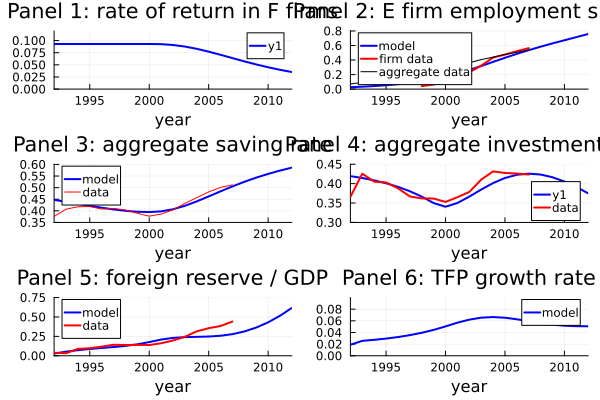 Panel 1: rate of return in F firms
0.100
0.075
0.050
0.025
0.000
y1
1995 2000 2005 2010
year
Panel 2: E firm employment s
0.8
0.6
0.4
0.2
0.0
model
firm data
aggregate data
1995 2000 2005 2010
year
Panel 3: aggregate saving rate
0.60
0.55
0.50
0.45
0.40
0.35
model
data
1995 2000 2005 2010
year
Panel 4: aggregate investment
0.45
0.40
0.35
0.30
y1
data
1995 2000 2005 2010
year
Panel 5: foreign reserve / GDP
0.75
0.50
0.25
0.00
model
data
1995 2000 2005 2010
year
Panel 6: TFP growth rate
0.08
0.06
0.04
0.02
0.00
model
1995 2000 2005 2010
year